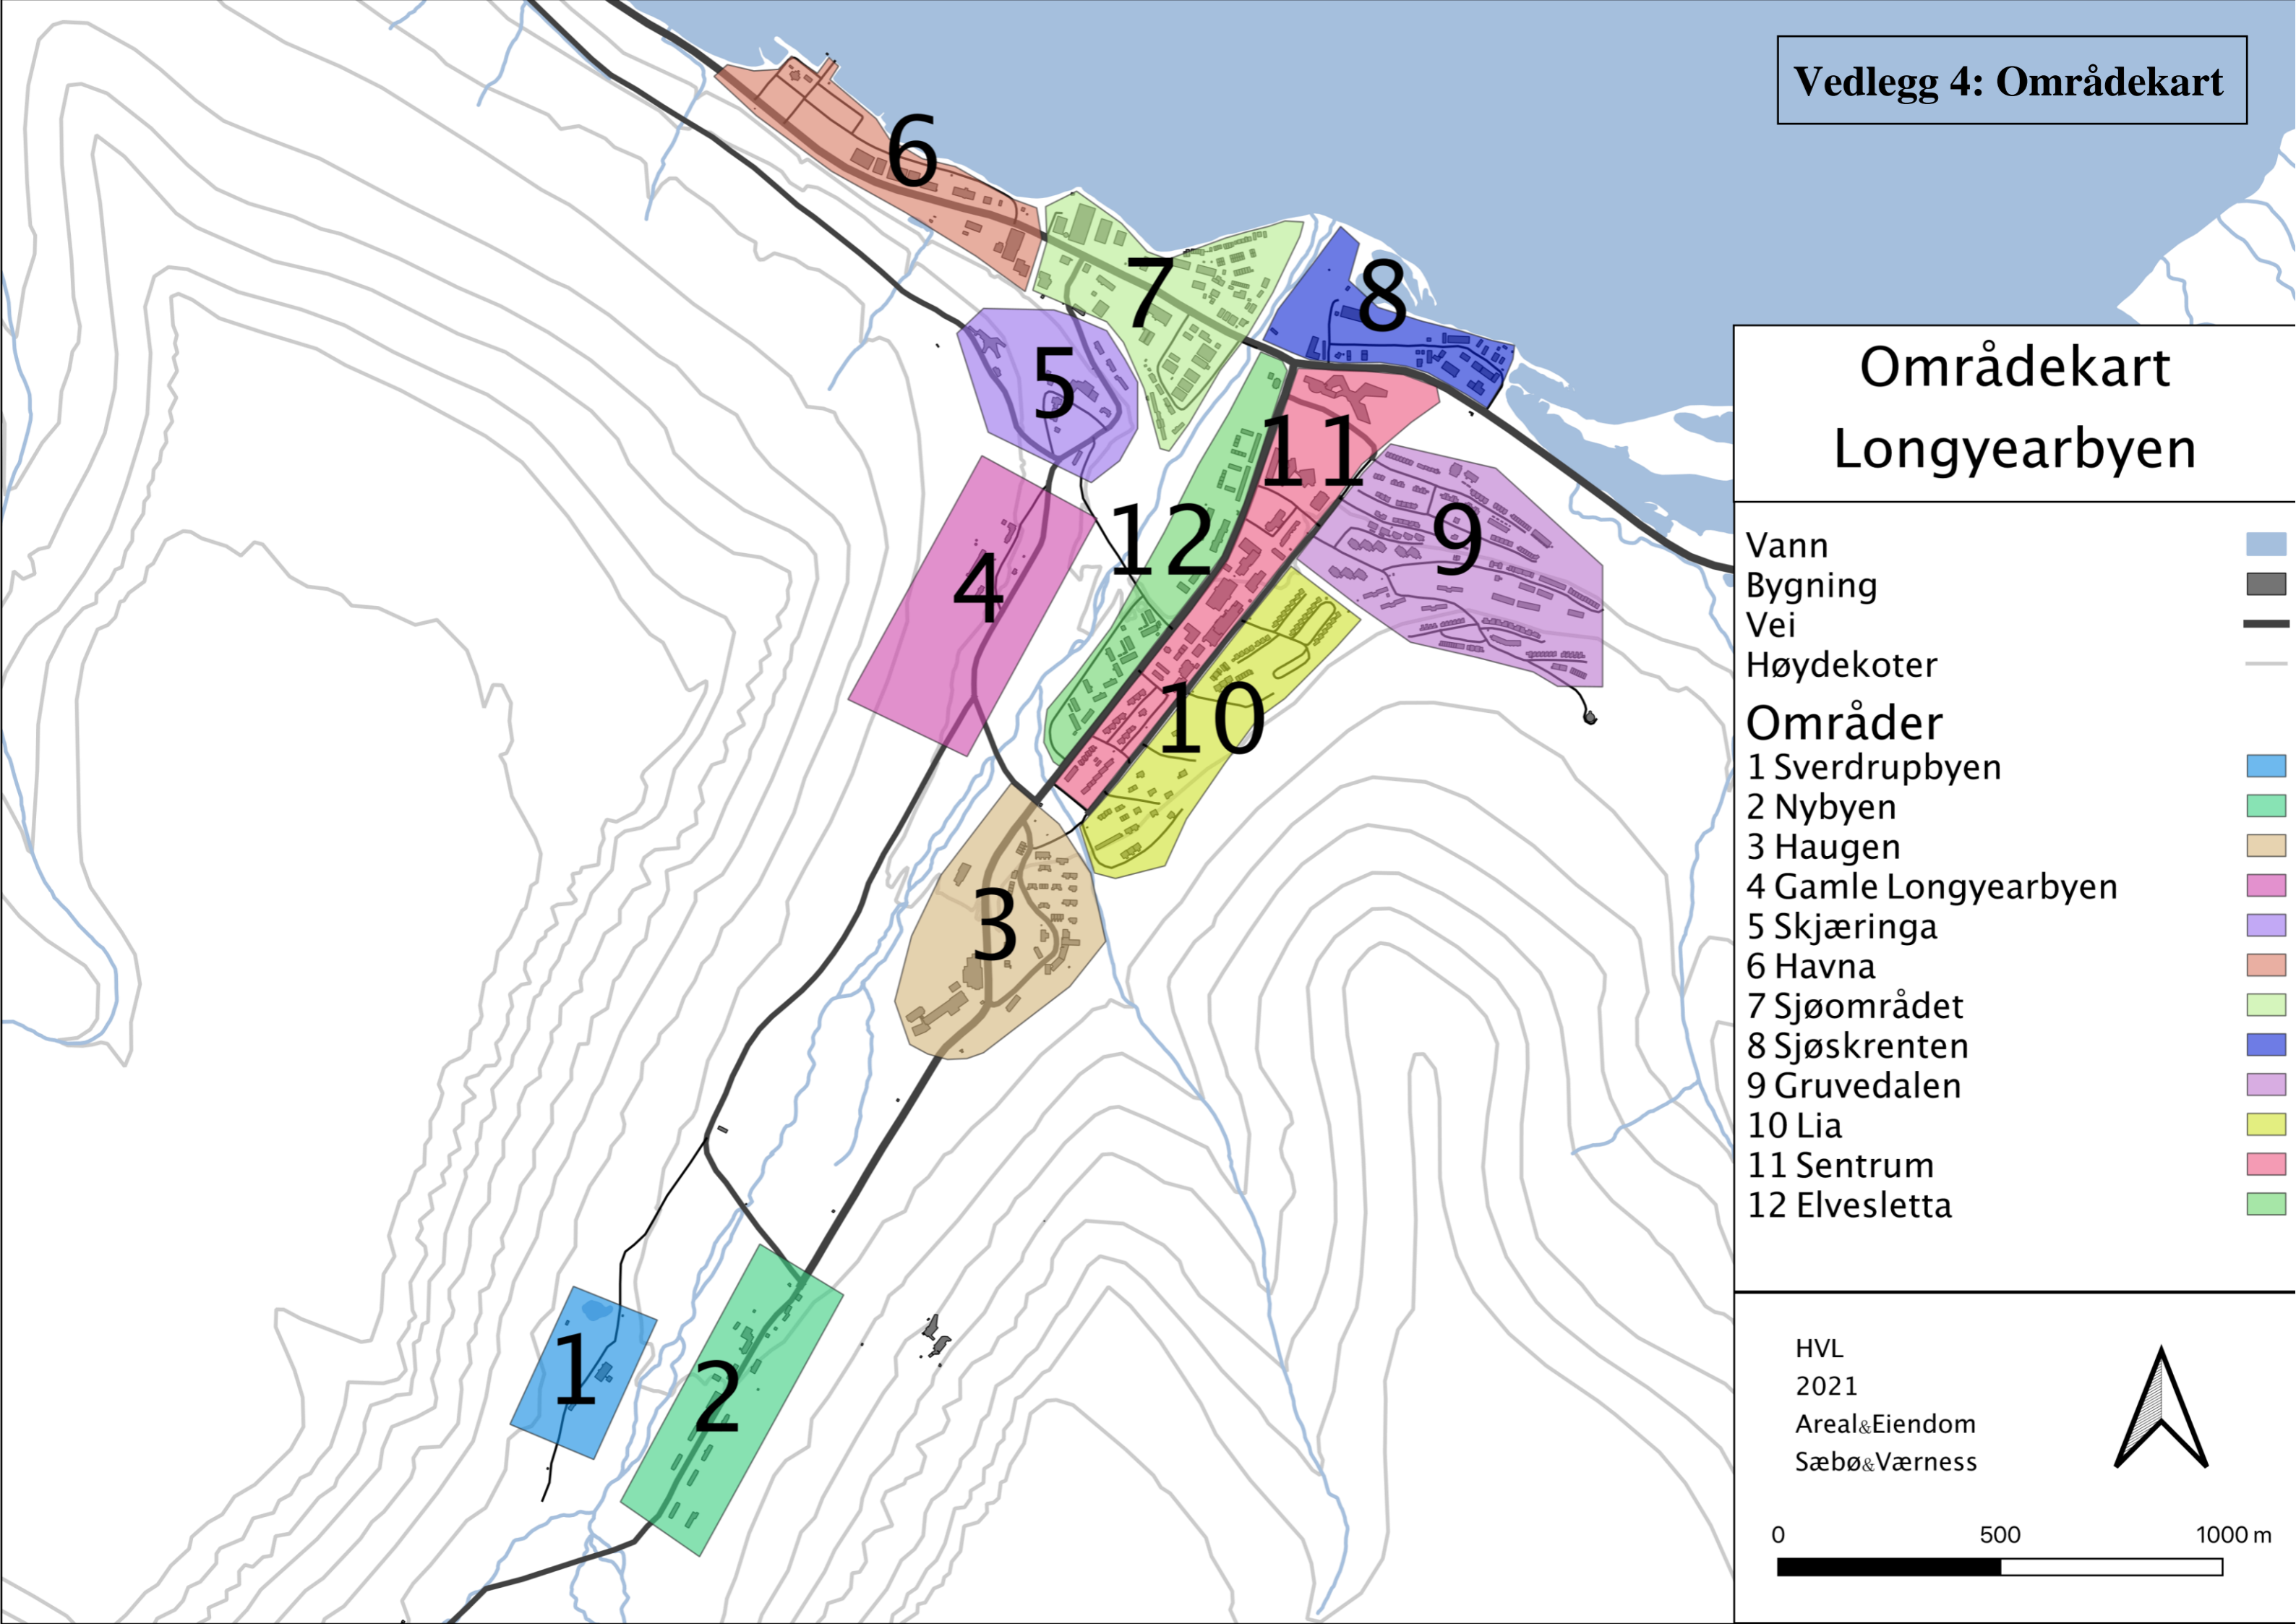 Vedlegg 4: Områdekart
6
7
8
5
11
12
9
4
10
3
1
2
Områdekart
Longyearbyen
Vann
Bygning
Vei
Høydekoter
Områder
1 Sverdrupbyen
2 Nybyen
3 Haugen
4 Gamle Longyearbyen
5 Skjæringa
6 Havna
7 Sjøområdet
8 Sjøskrenten
9 Gruvedalen
10 Lia
11 Sentrum
12 Elvesletta
HVL
2021
Areal&Eiendom
Sæbø&Værness
0 500 1000 m